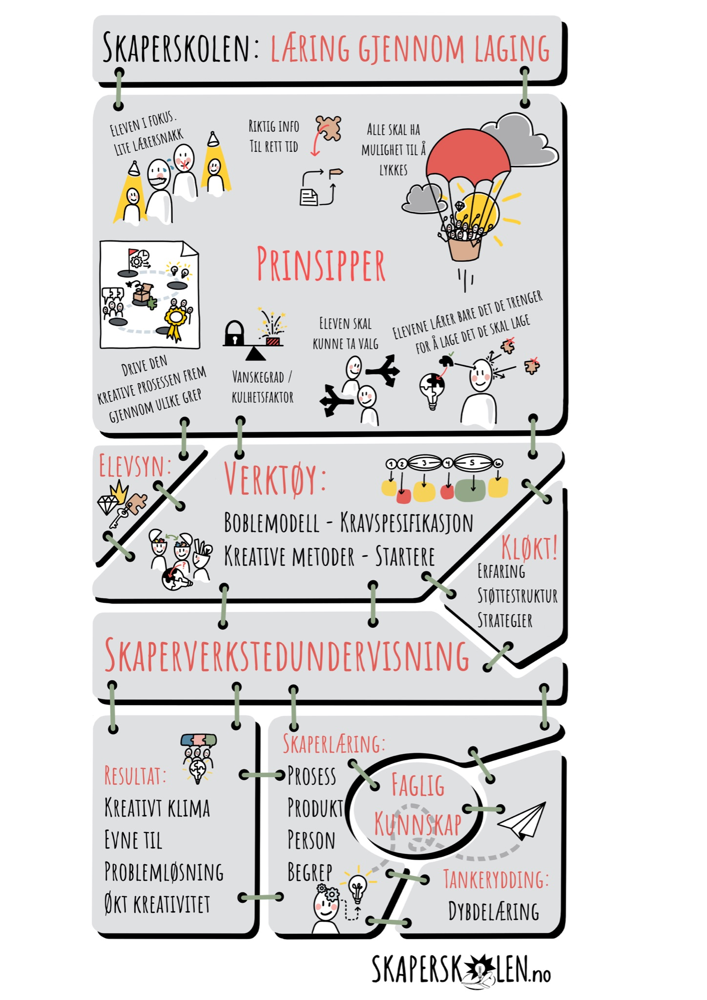 Skaperskolen: læring gjennom laging
Eleven i fokus.
Lite lærersnakk
Riktig info
Til rett tid
Alle skal ha
mulighet til å
lykkes
Prinsipper
Drive den
kreative prosessen frem
gjennom ulike grep
Vanskegrad /
kulhetsfaktor
Eleven skal
kunne ta valg
Elevene lærer bare det de trenger
for å lage det de skal lage
Elevsyn:
Verktøy:
1 2 3 4 5 6
Boblemodell - Kravspesifikasjon
Kreative metoder - Startere
?
Kløkt!
Erfaring
Støttestruktur
Strategier
Skaperverkstedundervisning
Resultat:
Kreativt klima
Evne til
Problemløsning
Økt kreativitet
Skaperlæring:
Prosess
Produkt
Person
Begrep
Faglig
Kunnskap
Tankerydding:
Dybdelæring
SKAPERSKOLEN.no